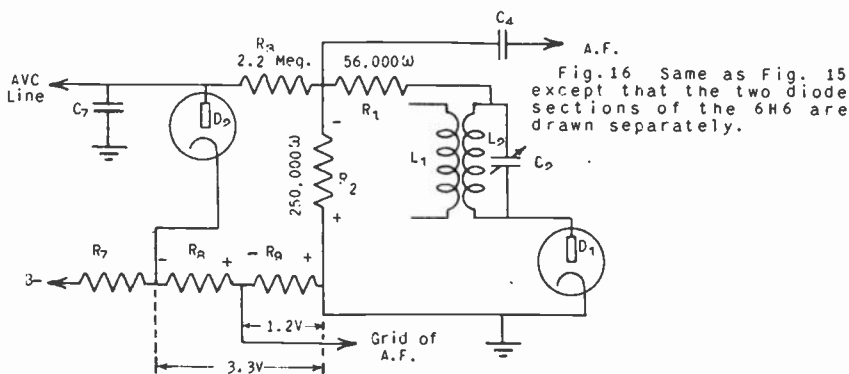 C4
A.F.
R3
2.2 Meg.
56,000ω
AVC
Line
C7
D2
R1
Fig.16 Same as Fig. 15
except that the two diode
sections of the 6H6 are
drawn separately.
-
250,000ω
R2
+
L1
L2
C2
D1
R7
- R8 +
- R9 +
B-
1.2V
Grid of
A.F.
3.3V